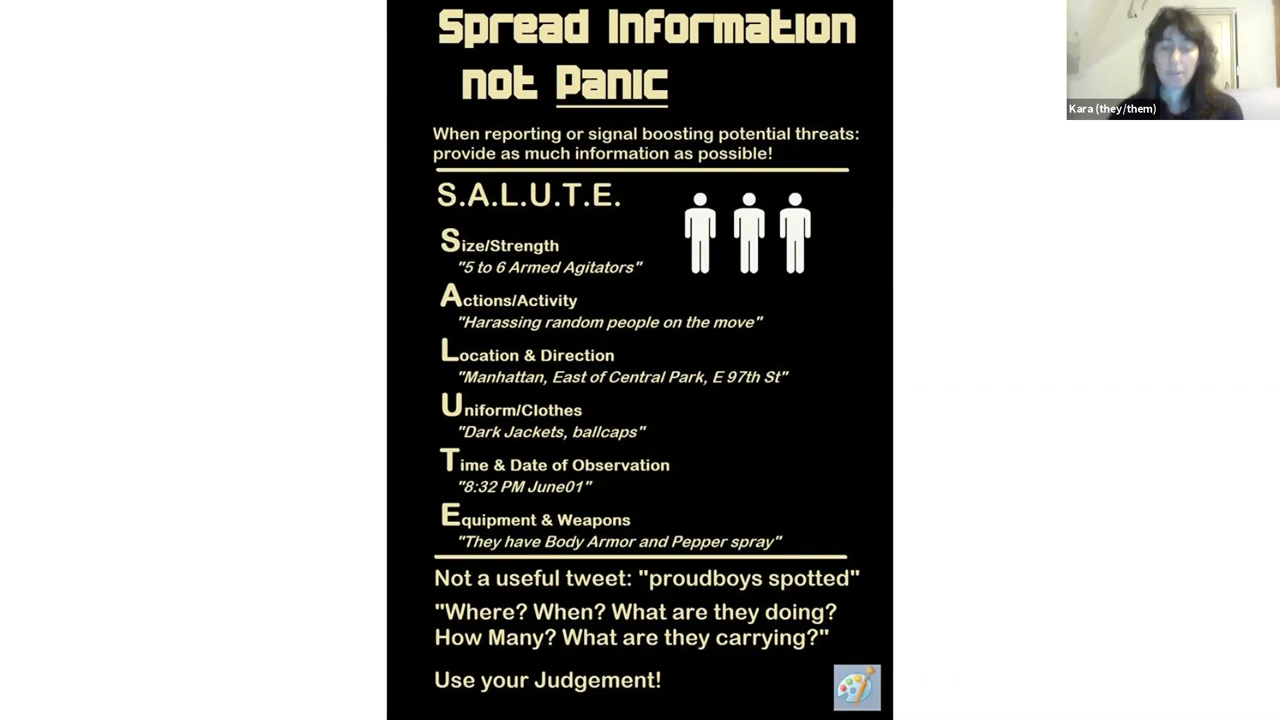 Spread Information
not Panic
When reporting or signal boosting potential threats:
provide as much information as possible!
S.A.L.U.T.E.
Size/Strength
"5 to 6 Armed Agitators"
Actions/Activity
"Harassing random people on the move"
Location & Direction
"Manhattan, East of Central Park, E 97th St"
Uniform/Clothes
"Dark Jackets, ballcaps"
Time & Date of Observation
"8:32 PM June01"
Equipment & Weapons
"They have Body Armor and Pepper spray"
Not a useful tweet: "proudboys spotted"
"Where? When? What are they doing?
How Many? What are they carrying?"
Use your Judgement!
Kara (they/them)